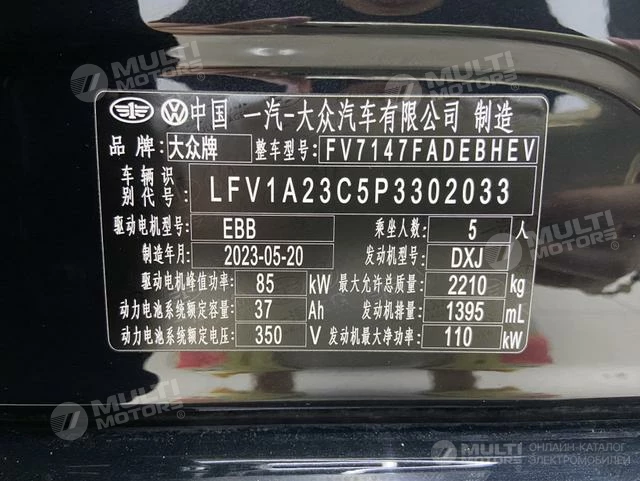 中国 一汽-大众汽车有限公司 制造
品 牌: 大众牌 整车型号: FV7147FADEBHEV
车 辆 识
别 代 号: LFV1A23C5P3302033
驱动电机型号: EBB 乘坐人数: 5 人
制造年月: 2023-05-20 发动机型号: DXJ
驱动电机峰值功率: 85 kW 最大允许总质量: 2210 kg
动力电池系统额定容量: 37 Ah 发动机排量: 1395 mL
动力电池系统额定电压: 350 V 发动机最大净功率: 110 kW
MULTI
MOTORS
MULTI
MOTORS
MULTI
MOTORS
MULTI
MOTORS
ОНЛАЙН-КАТАЛОГ
ЭЛЕКТРОМОБИЛЕЙ